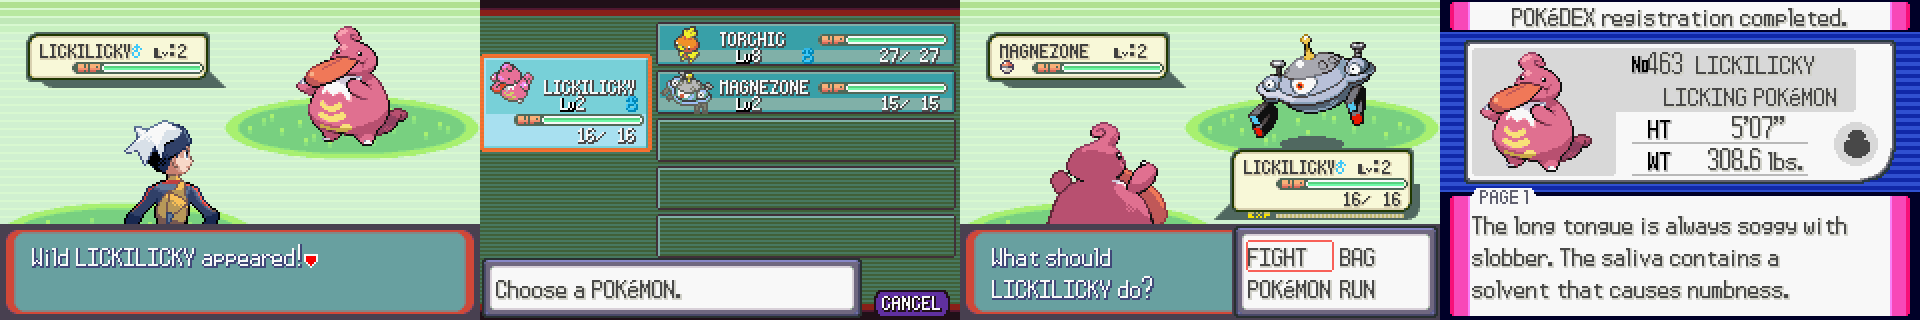 LICKILICKY♂ Lv:2
HP
Wild LICKILICKY appeared!
LICKILICKY
Lv2 ♂
HP
16/ 16
TORCHIC
Lv8 ♂
HP
27/ 27
MAGNEZONE
Lv2
HP
15/ 15
Choose a POKéMON.
CANCEL
MAGNEZONE Lv:2
HP
LICKILICKY♂ Lv:2
HP
16/ 16
EXP
What should
LICKILICKY do?
FIGHT BAG
POKéMON RUN
POKéDEX registration completed.
No463 LICKILICKY
LICKING POKéMON
HT 5'07"
WT 308.6 lbs.
PAGE 1
The long tongue is always soggy with
slobber. The saliva contains a
solvent that causes numbness.